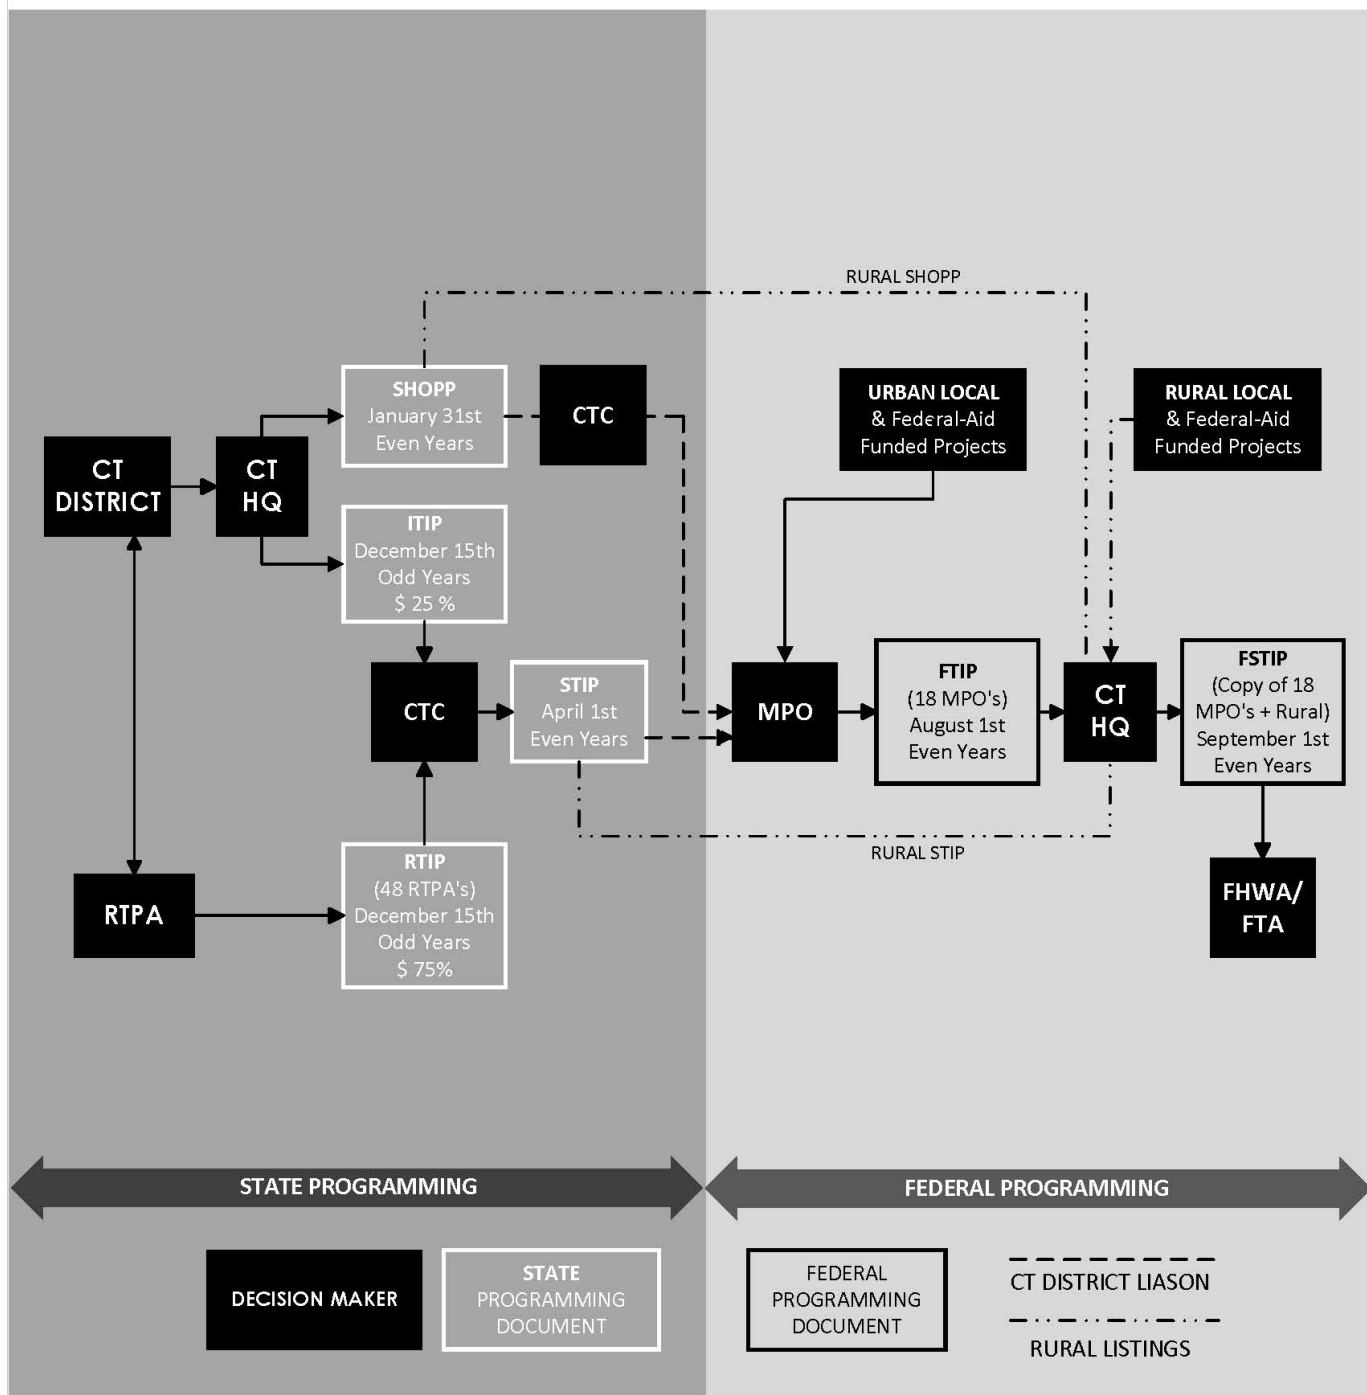 RURAL SHOPP
SHOPP
January 31st
Even Years
CTC
URBAN LOCAL
& Federal-Aid
Funded Projects
RURAL LOCAL
& Federal-Aid
Funded Projects
CT
DISTRICT
CT
HQ
ITIP
December 15th
Odd Years
$ 25 %
CTC
STIP
April 1st
Even Years
MPO
FTIP
(18 MPO's)
August 1st
Even Years
CT
HQ
FSTIP
(Copy of 18
MPO's + Rural)
September 1st
Even Years
RURAL STIP
RTPA
RTIP
(48 RTPA's)
December 15th
Odd Years
$ 75%
FHWA/
FTA
STATE PROGRAMMING
FEDERAL PROGRAMMING
DECISION MAKER
STATE
PROGRAMMING
DOCUMENT
FEDERAL
PROGRAMMING
DOCUMENT
CT DISTRICT LIASON
RURAL LISTINGS